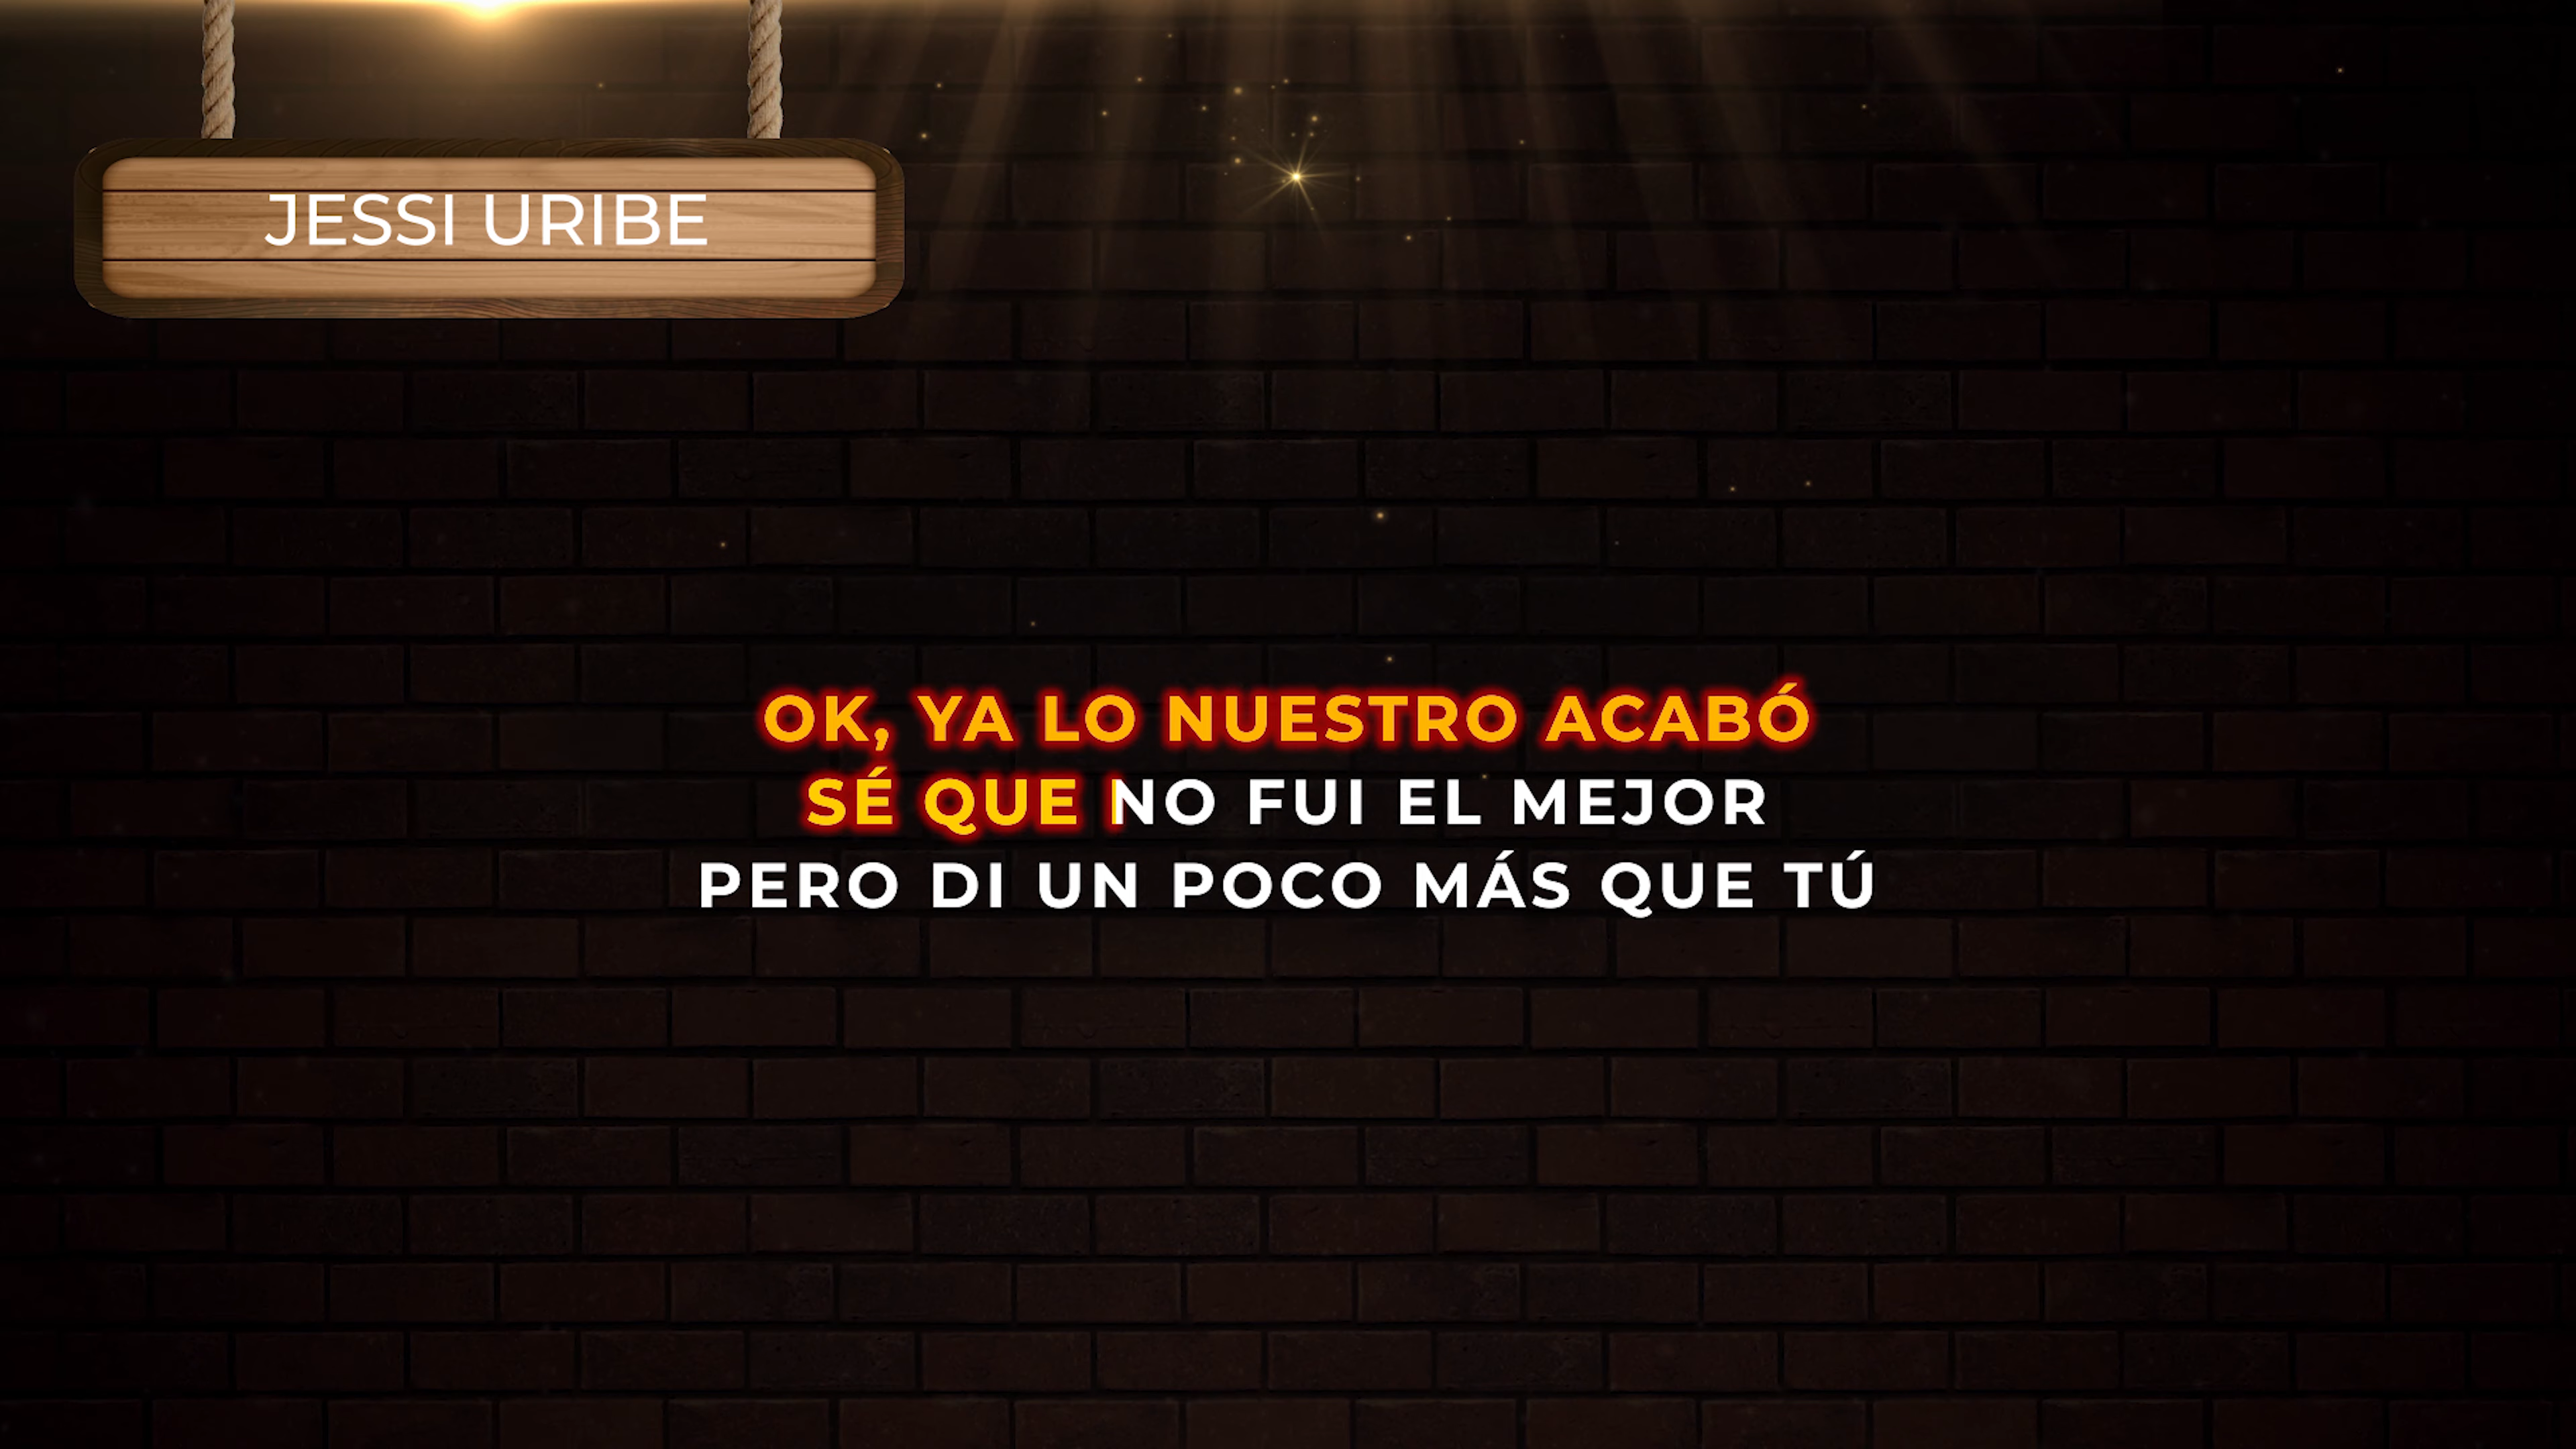 JESSI URIBE
OK, YA LO NUESTRO ACABÓ
SÉ QUE NO FUI EL MEJOR
PERO DI UN POCO MÁS QUE TÚ